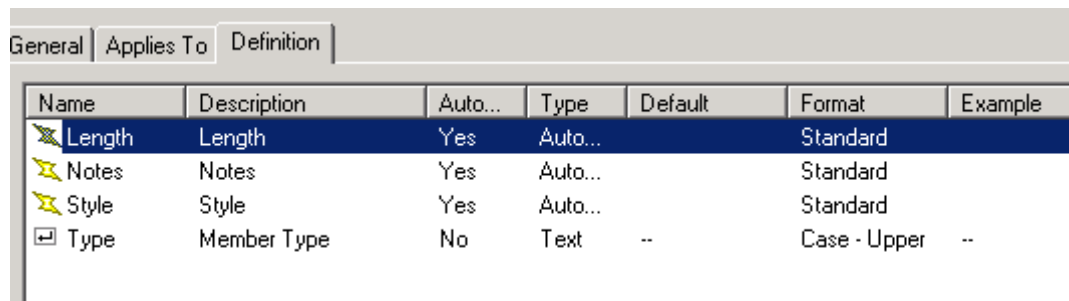 General Applies To Definition
Name Description Auto... Type Default Format Example
Length Length Yes Auto... Standard
Notes Notes Yes Auto... Standard
Style Style Yes Auto... Standard
Type Member Type No Text -- Case - Upper --